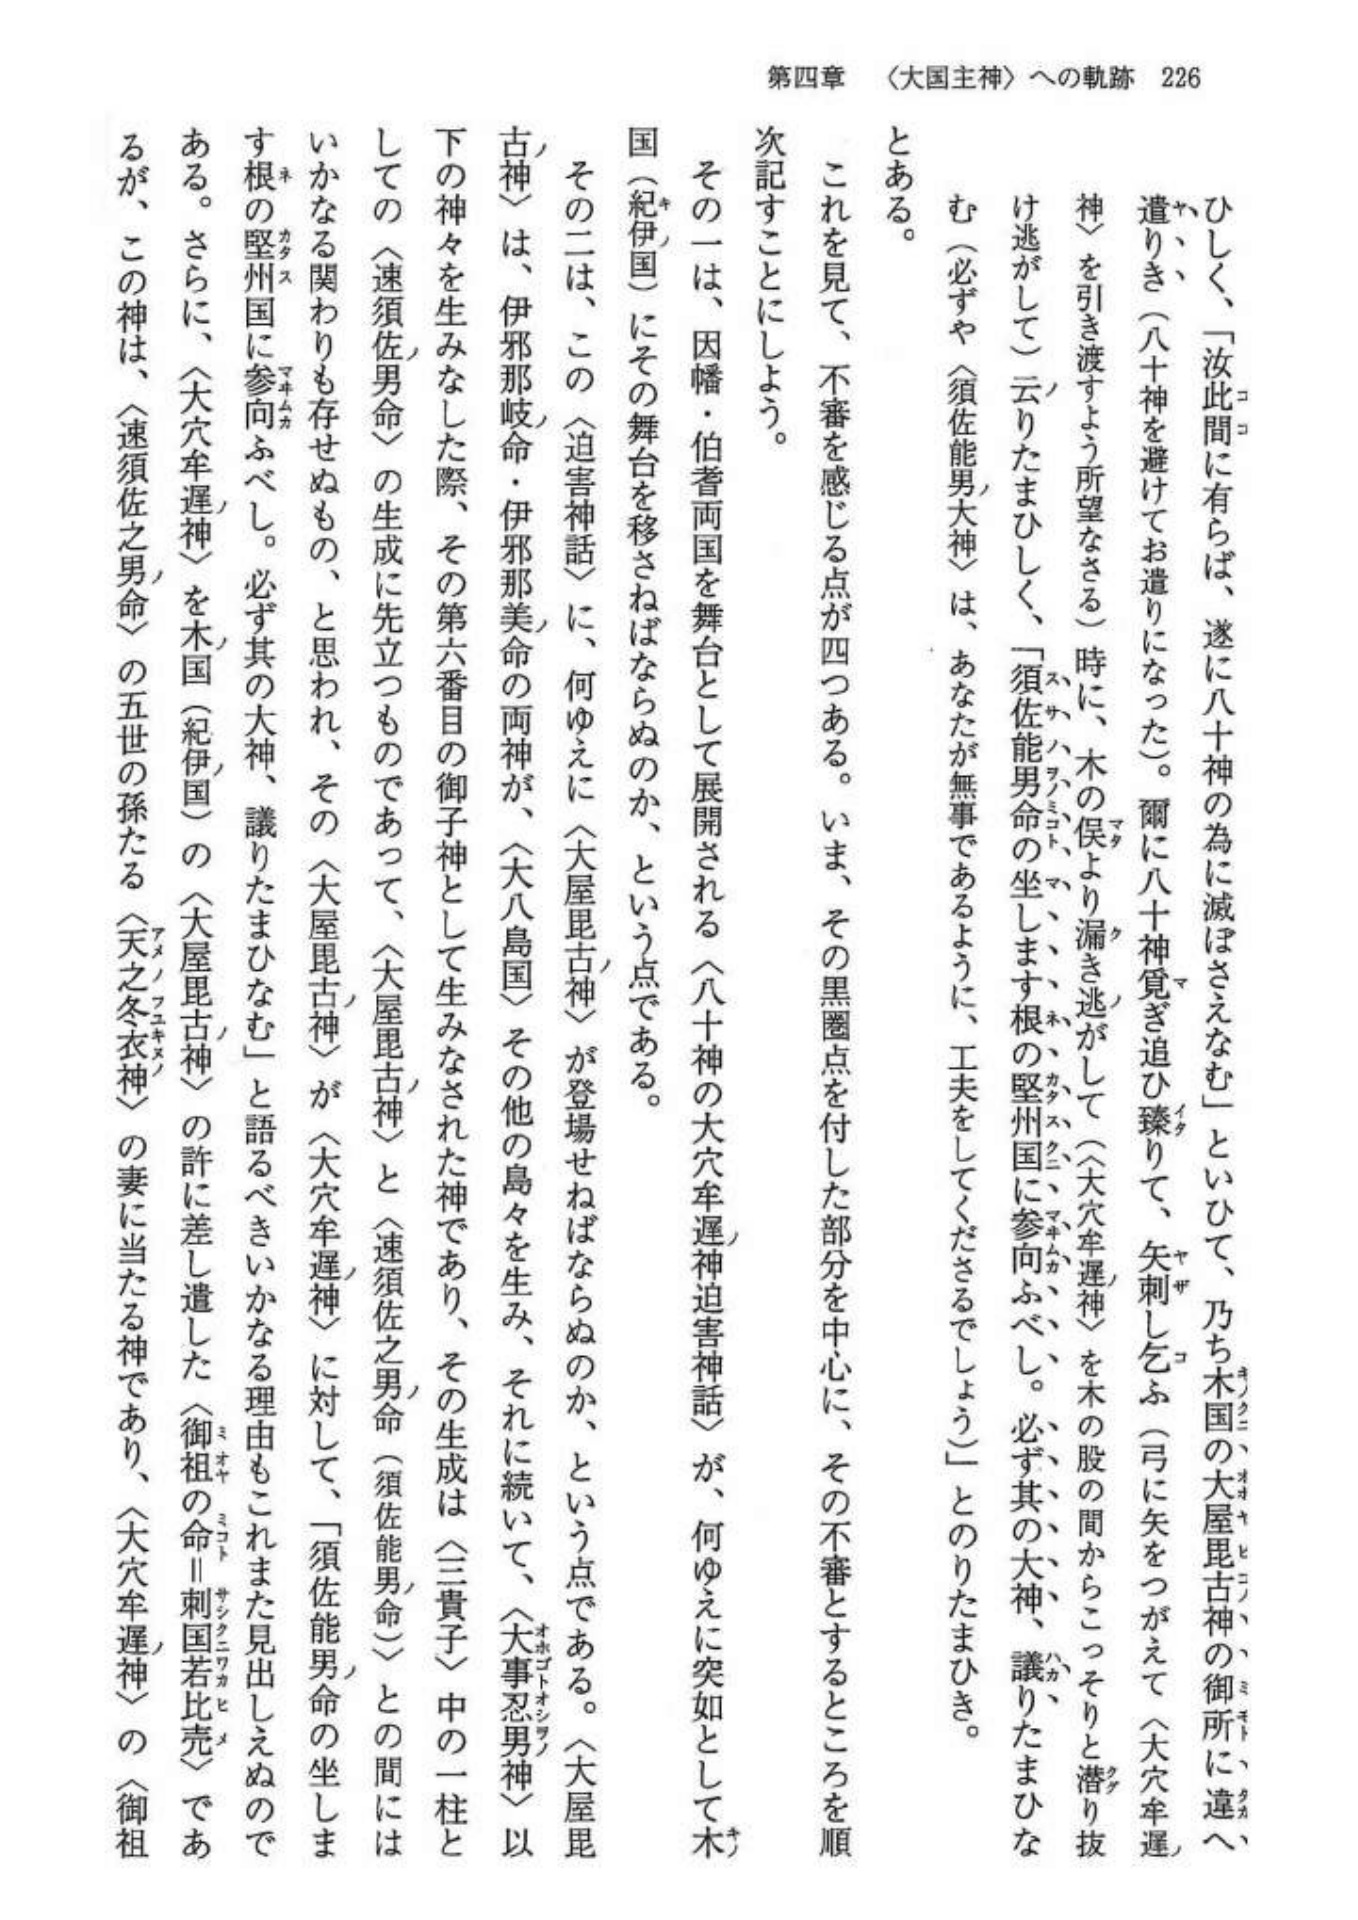 第四章　〈大国主神〉への軌跡　226
ひしく、「汝此間に有らば、遂に八十神の為に滅ぼさえなむ」といひて、乃ち木国の大屋毘古神の御所に違へ
遣りき（八十神を避けてお遣りになった）。爾に八十神覓ぎ追ひ臻りて、矢刺し乞ふ（弓に矢をつがえて〈大穴牟遅
神〉を引き渡すよう所望なさる）時に、木の俣より漏き逃がして（〈大穴牟遅神〉を木の股の間からこっそりと潜り抜
け逃がして）云りたまひしく、「須佐能男命の坐します根の堅州国に参向ふべし。必ず其の大神、議りたまひな
む（必ずや〈須佐能男大神〉は、あなたが無事であるように、工夫をしてくださるでしょう）」とのりたまひき。
とある。
これを見て、不審を感じる点が四つある。いま、その黒圏点を付した部分を中心に、その不審とするところを順
次記すことにしよう。
その一は、因幡・伯耆両国を舞台として展開される〈八十神の大穴牟遅神迫害神話〉が、何ゆえに突如として木
国（紀伊国）にその舞台を移さねばならぬのか、という点である。
その二は、この〈迫害神話〉に、何ゆえに〈大屋毘古神〉が登場せねばならぬのか、という点である。〈大屋毘
古神〉は、伊邪那岐命・伊邪那美命の両神が、〈大八島国〉その他の島々を生み、それに続いて、〈大事忍男神〉以
下の神々を生みなした際、その第六番目の御子神として生みなされた神であり、その生成は〈三貴子〉中の一柱と
しての〈速須佐男命〉の生成に先立つものであって、〈大屋毘古神〉と〈速須佐之男命（須佐能男命）〉との間には
いかなる関わりも存せぬもの、と思われ、その〈大屋毘古神〉が〈大穴牟遅神〉に対して、「須佐能男命の坐しま
す根の堅州国に参向ふべし。必ず其の大神、議りたまひなむ」と語るべきいかなる理由もこれまた見出しえぬので
ある。さらに、〈大穴牟遅神〉を木国（紀伊国）の〈大屋毘古神〉の許に差し遣した〈御祖の命＝刺国若比売〉であ
るが、この神は、〈速須佐之男命〉の五世の孫たる〈天之冬衣神〉の妻に当たる神であり、〈大穴牟遅神〉の〈御祖